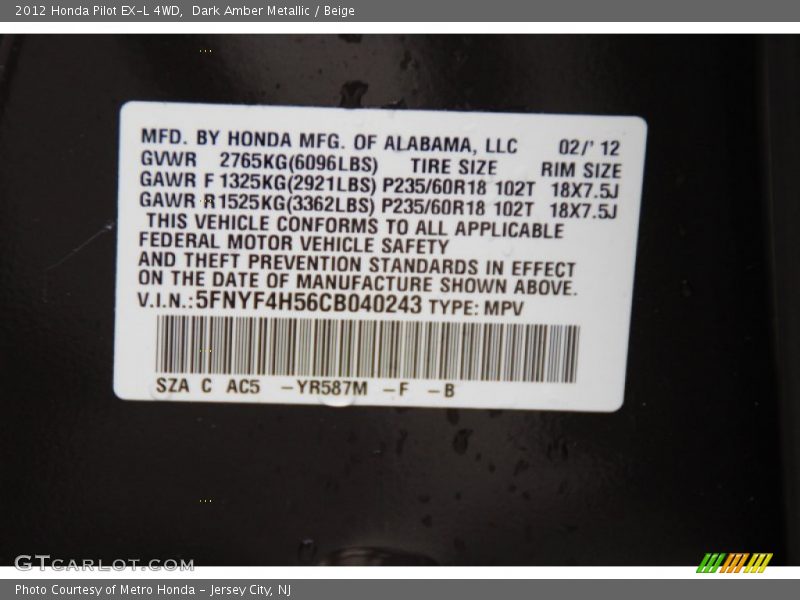 2012 Honda Pilot EX-L 4WD, Dark Amber Metallic / Beige
MFD. BY HONDA MFG. OF ALABAMA, LLC 02/' 12
GVWR 2765KG(6096LBS) TIRE SIZE RIM SIZE
GAWR F 1325KG(2921LBS) P235/60R18 102T 18X7.5J
GAWR R1525KG(3362LBS) P235/60R18 102T 18X7.5J
THIS VEHICLE CONFORMS TO ALL APPLICABLE
FEDERAL MOTOR VEHICLE SAFETY
AND THEFT PREVENTION STANDARDS IN EFFECT
ON THE DATE OF MANUFACTURE SHOWN ABOVE.
V.I.N.:5FNYF4H56CB040243 TYPE: MPV
SZA C AC5 -YR587M -F -B
GTCARLOT.COM
Photo Courtesy of Metro Honda - Jersey City, NJ